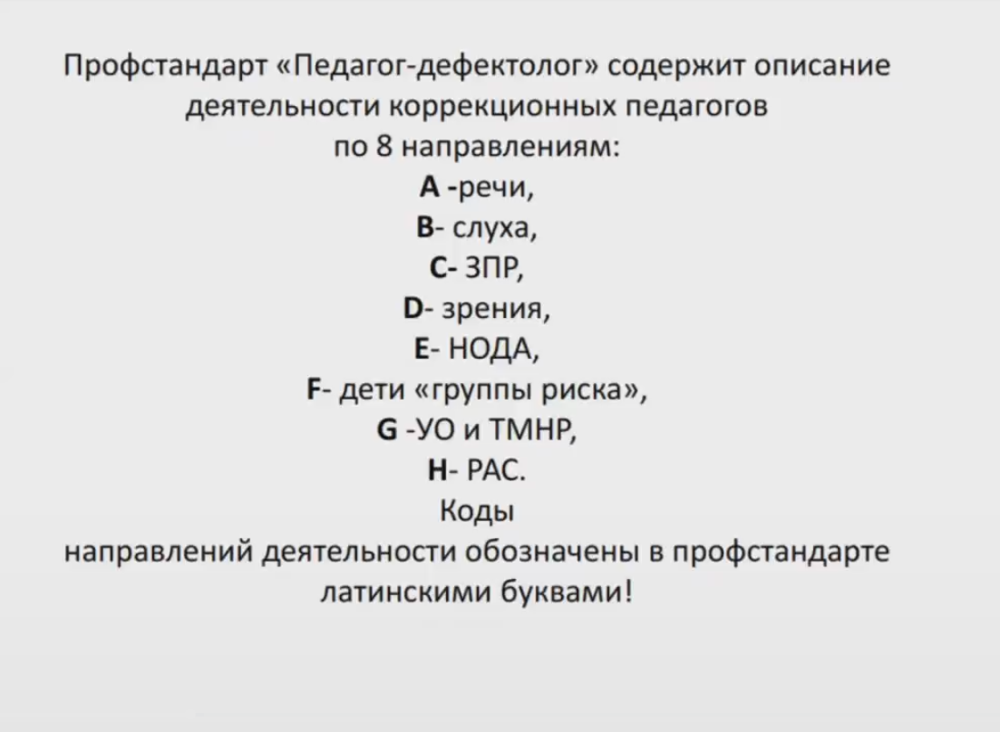 Профстандарт «Педагог-дефектолог» содержит описание
деятельности коррекционных педагогов
по 8 направлениям:
A -речи,
B- слуха,
C- ЗПР,
D- зрения,
E- НОДА,
F- дети «группы риска»,
G -УО и ТМНР,
H- РАС.
Коды
направлений деятельности обозначены в профстандарте
латинскими буквами!